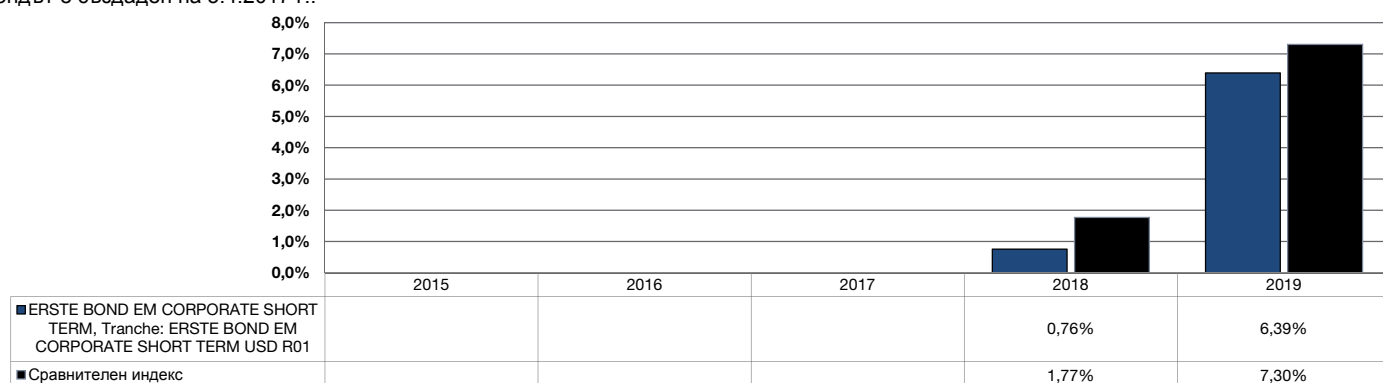 8,0%
7,0%
6,0%
5,0%
4,0%
3,0%
2,0%
1,0%
0,0%
2015 2016 2017 2018 2019
ERSTE BOND EM CORPORATE SHORT
TERM, Tranche: ERSTE BOND EM
CORPORATE SHORT TERM USD R01
0,76% 6,39%
Сравнителен индекс 1,77% 7,30%